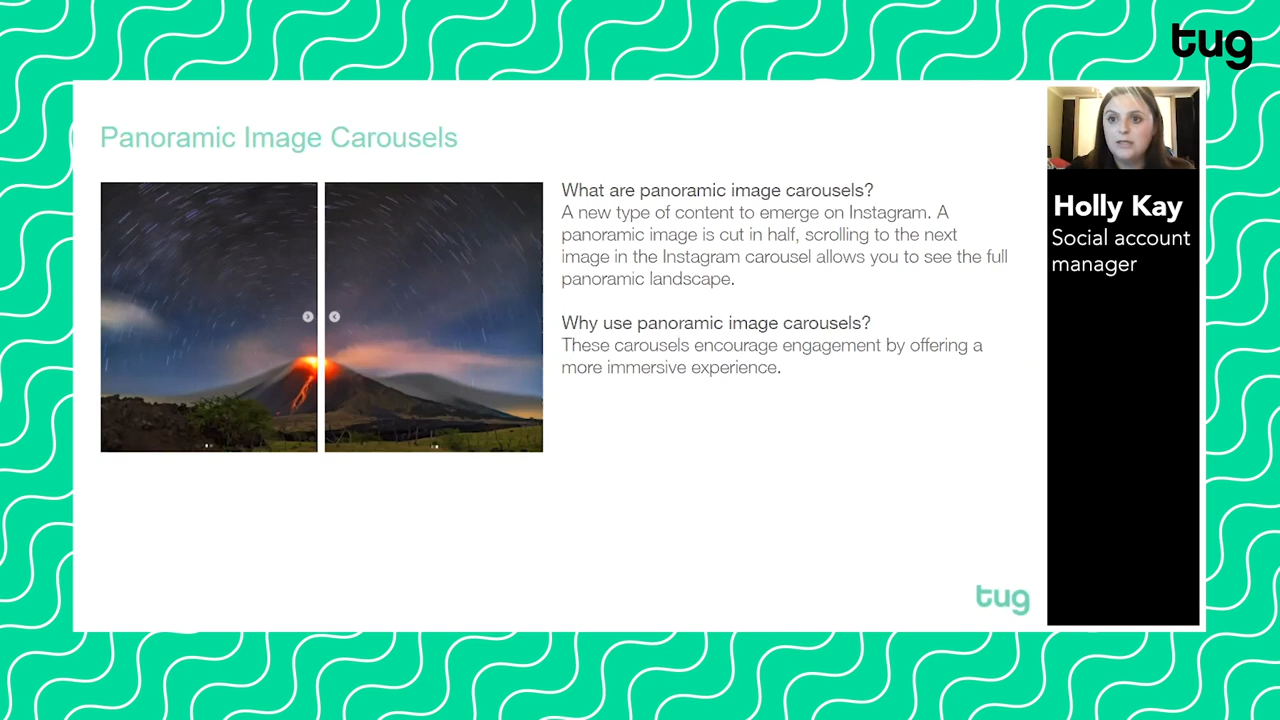 tug
Panoramic Image Carousels
What are panoramic image carousels?
A new type of content to emerge on Instagram. A
panoramic image is cut in half, scrolling to the next
image in the Instagram carousel allows you to see the full
panoramic landscape.
Why use panoramic image carousels?
These carousels encourage engagement by offering a
more immersive experience.
tug
Holly Kay
Social account
manager